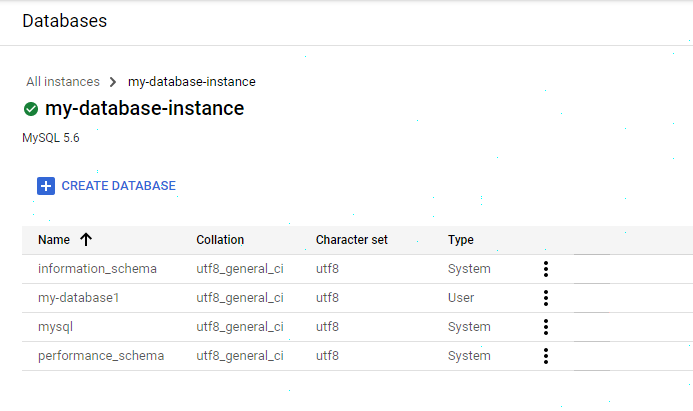 Databases
All instances > my-database-instance
my-database-instance
MySQL 5.6
CREATE DATABASE
Name Collation Character set Type
information_schema utf8_general_ci utf8 System
my-database1 utf8_general_ci utf8 User
mysql utf8_general_ci utf8 System
performance_schema utf8_general_ci utf8 System